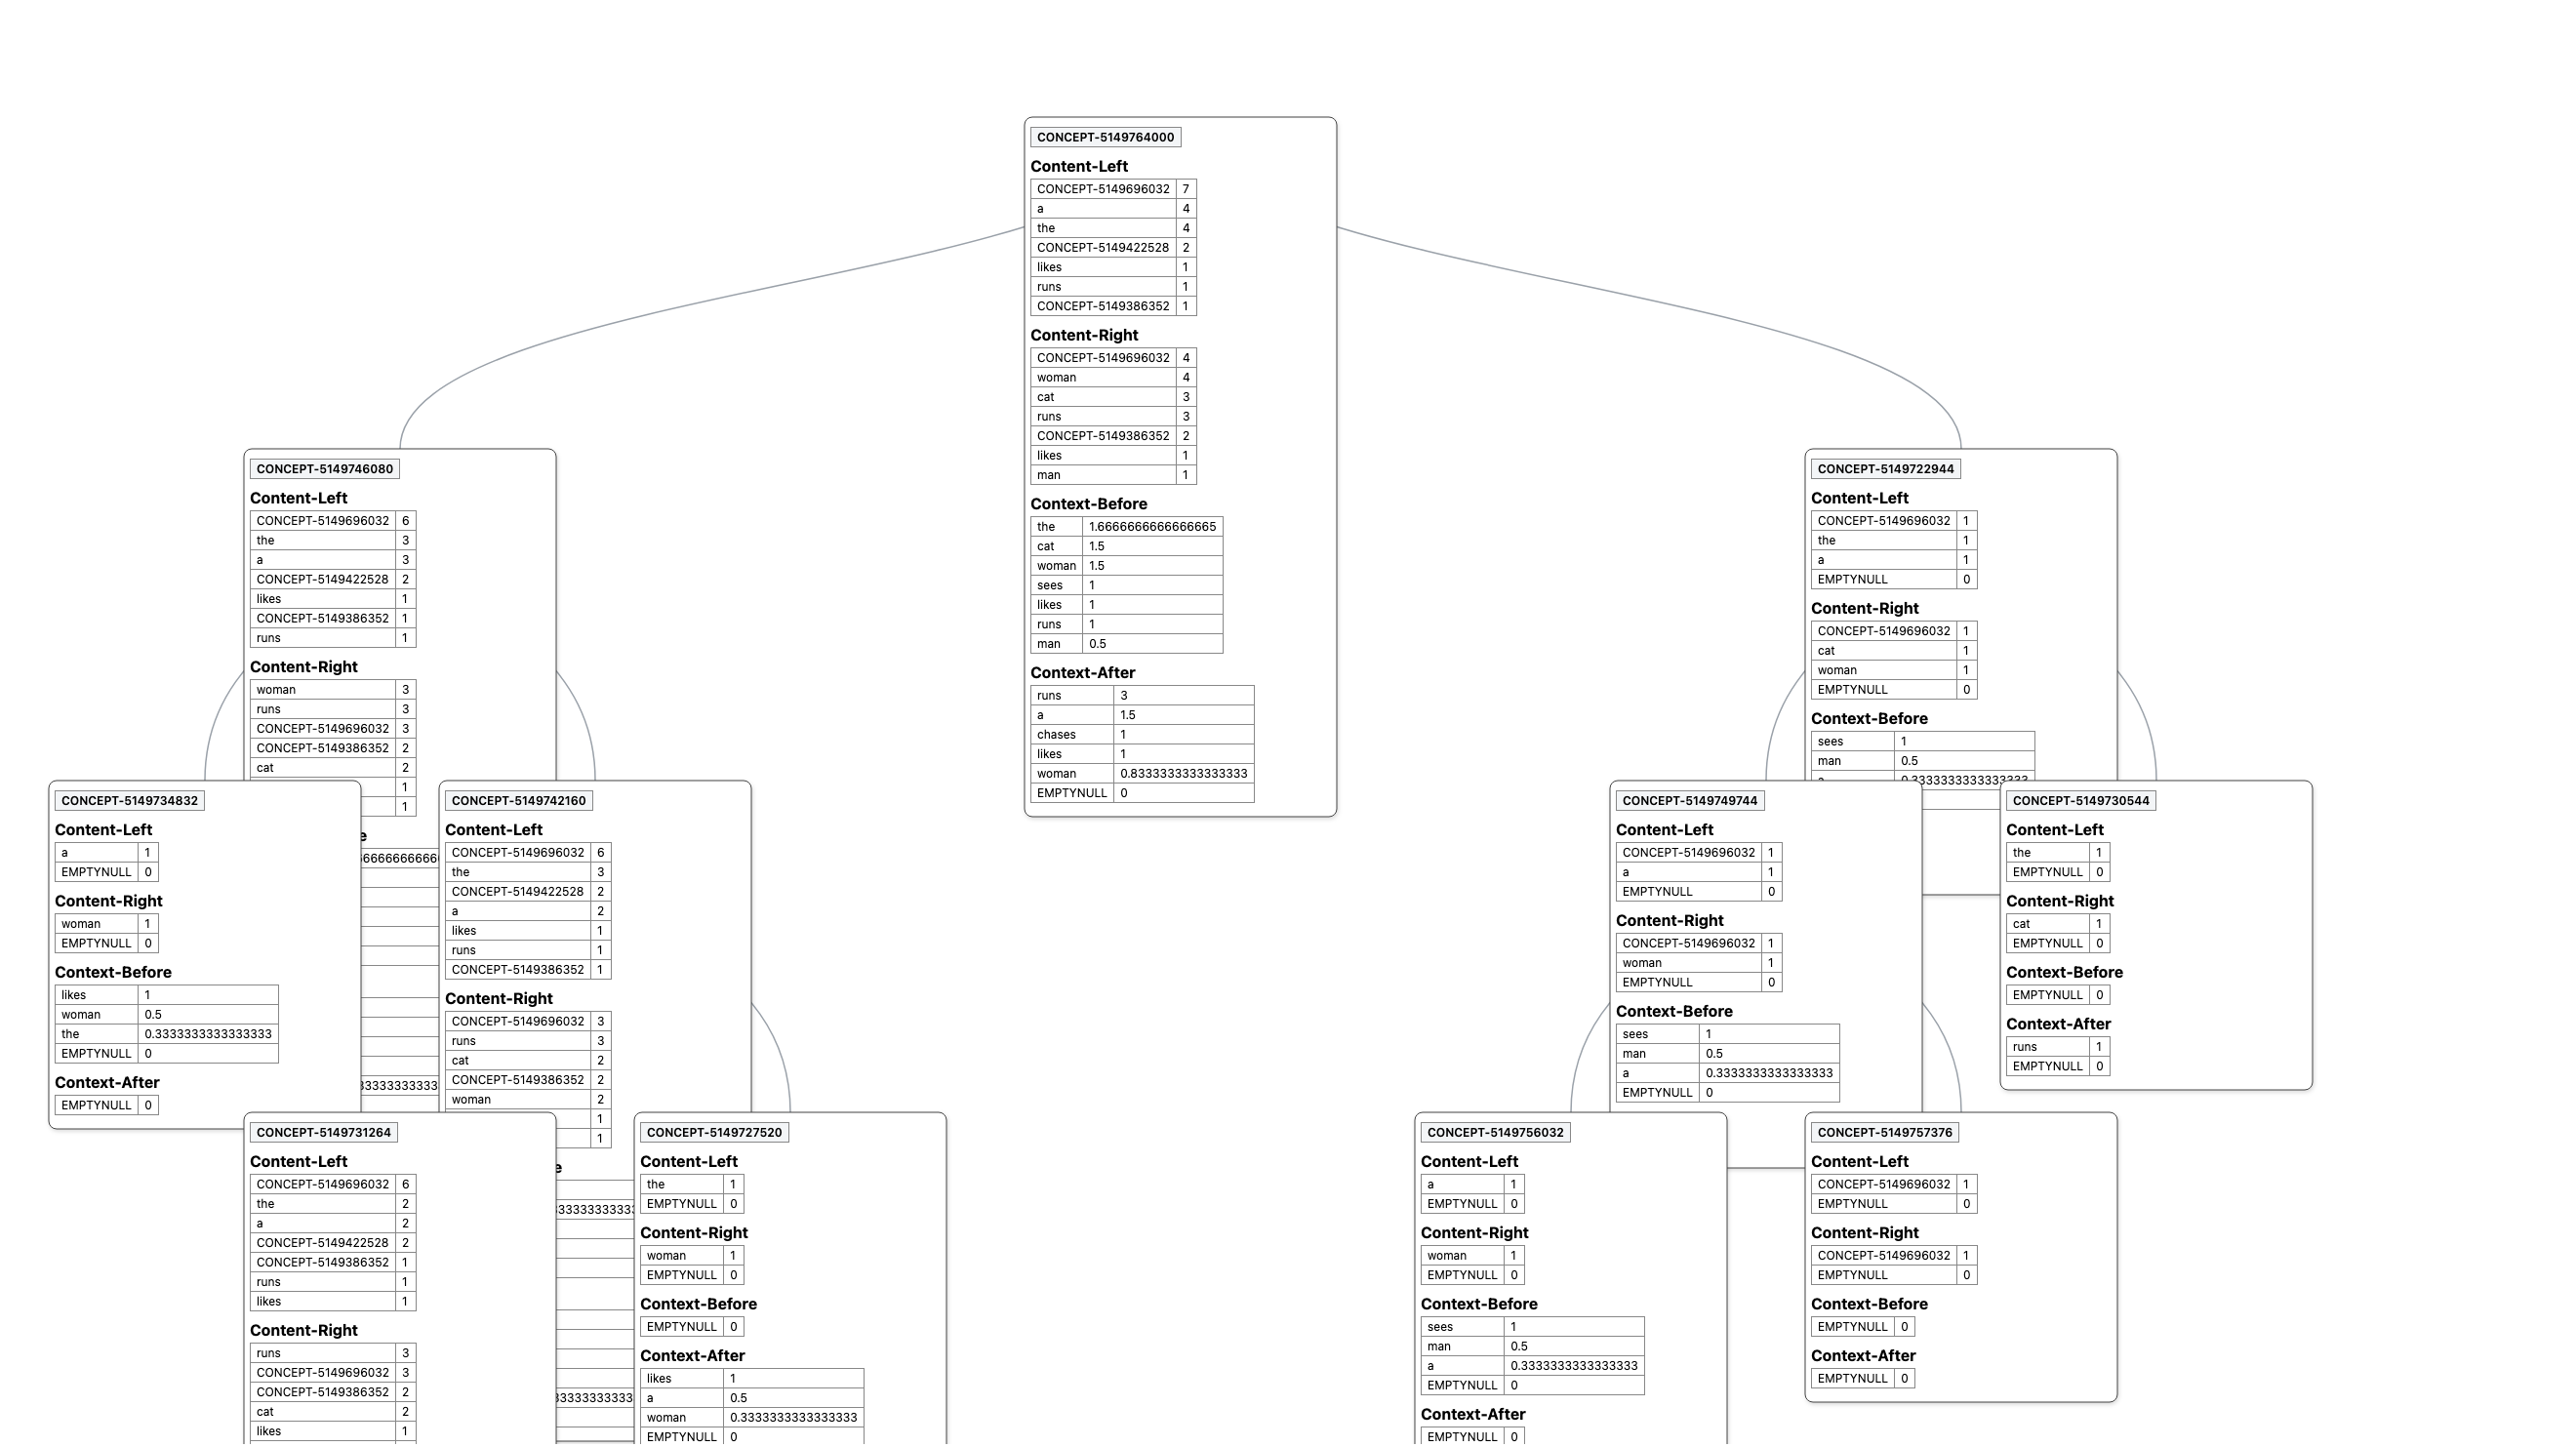 CONCEPT-5149764000
Content-Left
CONCEPT-5149696032 7
a 4
the 4
CONCEPT-5149422528 2
likes 1
runs 1
CONCEPT-5149386352 1
Content-Right
CONCEPT-5149696032 4
woman 4
cat 3
runs 3
CONCEPT-5149386352 2
likes 1
man 1
Context-Before
the 1.6666666666666665
cat 1.5
woman 1.5
sees 1
likes 1
runs 1
man 0.5
Context-After
runs 3
a 1.5
chases 1
likes 1
woman 0.8333333333333333
EMPTYNULL 0
CONCEPT-5149746080
Content-Left
CONCEPT-5149696032 6
the 3
a 3
CONCEPT-5149422528 2
likes 1
CONCEPT-5149386352 1
runs 1
Content-Right
woman 3
runs 3
CONCEPT-5149696032 3
CONCEPT-5149386352 2
cat 2
1
1
CONCEPT-5149722944
Content-Left
CONCEPT-5149696032 1
the 1
a 1
EMPTYNULL 0
Content-Right
CONCEPT-5149696032 1
cat 1
woman 1
EMPTYNULL 0
Context-Before
sees 1
man 0.5
a 0.3333333333333333
CONCEPT-5149734832
Content-Left
a 1
EMPTYNULL 0
Content-Right
woman 1
EMPTYNULL 0
Context-Before
likes 1
woman 0.5
the 0.3333333333333333
EMPTYNULL 0
Context-After
EMPTYNULL 0
CONCEPT-5149742160
Content-Left
CONCEPT-5149696032 6
the 3
CONCEPT-5149422528 2
a 2
likes 1
runs 1
CONCEPT-5149386352 1
Content-Right
CONCEPT-5149696032 3
runs 3
cat 2
CONCEPT-5149386352 2
woman 2
1
1
CONCEPT-5149749744
Content-Left
CONCEPT-5149696032 1
a 1
EMPTYNULL 0
Content-Right
CONCEPT-5149696032 1
woman 1
EMPTYNULL 0
Context-Before
sees 1
man 0.5
a 0.3333333333333333
EMPTYNULL 0
CONCEPT-5149730544
Content-Left
the 1
EMPTYNULL 0
Content-Right
cat 1
EMPTYNULL 0
Context-Before
EMPTYNULL 0
Context-After
runs 1
EMPTYNULL 0
CONCEPT-5149731264
Content-Left
CONCEPT-5149696032 6
the 2
a 2
CONCEPT-5149422528 2
CONCEPT-5149386352 1
runs 1
likes 1
Content-Right
runs 3
CONCEPT-5149696032 3
CONCEPT-5149386352 2
cat 2
likes 1
CONCEPT-5149727520
Content-Left
the 1
EMPTYNULL 0
Content-Right
woman 1
EMPTYNULL 0
Context-Before
EMPTYNULL 0
Context-After
likes 1
a 0.5
woman 0.3333333333333333
EMPTYNULL 0
CONCEPT-5149756032
Content-Left
a 1
EMPTYNULL 0
Content-Right
woman 1
EMPTYNULL 0
Context-Before
sees 1
man 0.5
a 0.3333333333333333
EMPTYNULL 0
Context-After
EMPTYNULL 0
CONCEPT-5149757376
Content-Left
CONCEPT-5149696032 1
EMPTYNULL 0
Content-Right
CONCEPT-5149696032 1
EMPTYNULL 0
Context-Before
EMPTYNULL 0
Context-After
EMPTYNULL 0